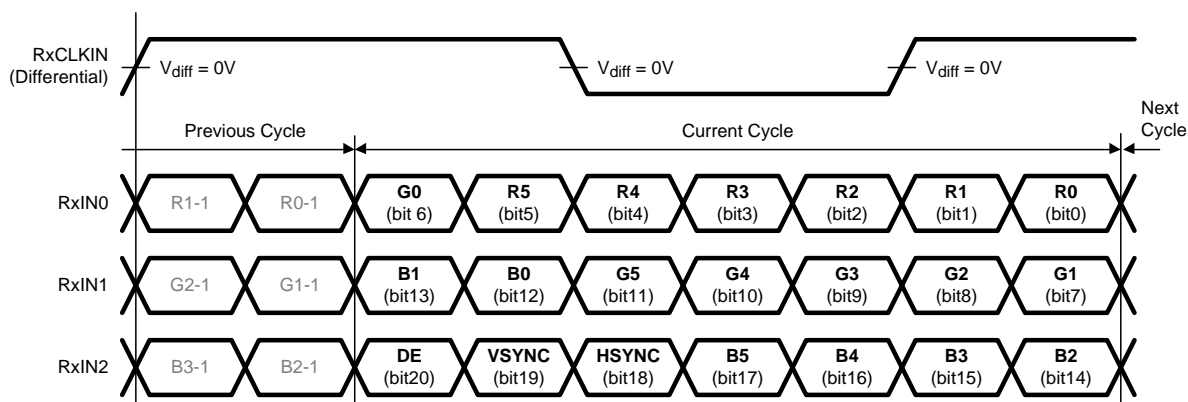 RxCLKIN
(Differential)
Vdiff = 0V
Vdiff = 0V
Vdiff = 0V
Previous Cycle
Current Cycle
Next
Cycle
RxIN0
R1-1
R0-1
G0
(bit 6)
R5
(bit5)
R4
(bit4)
R3
(bit3)
R2
(bit2)
R1
(bit1)
R0
(bit0)
RxIN1
G2-1
G1-1
B1
(bit13)
B0
(bit12)
G5
(bit11)
G4
(bit10)
G3
(bit9)
G2
(bit8)
G1
(bit7)
RxIN2
B3-1
B2-1
DE
(bit20)
VSYNC
(bit19)
HSYNC
(bit18)
B5
(bit17)
B4
(bit16)
B3
(bit15)
B2
(bit14)